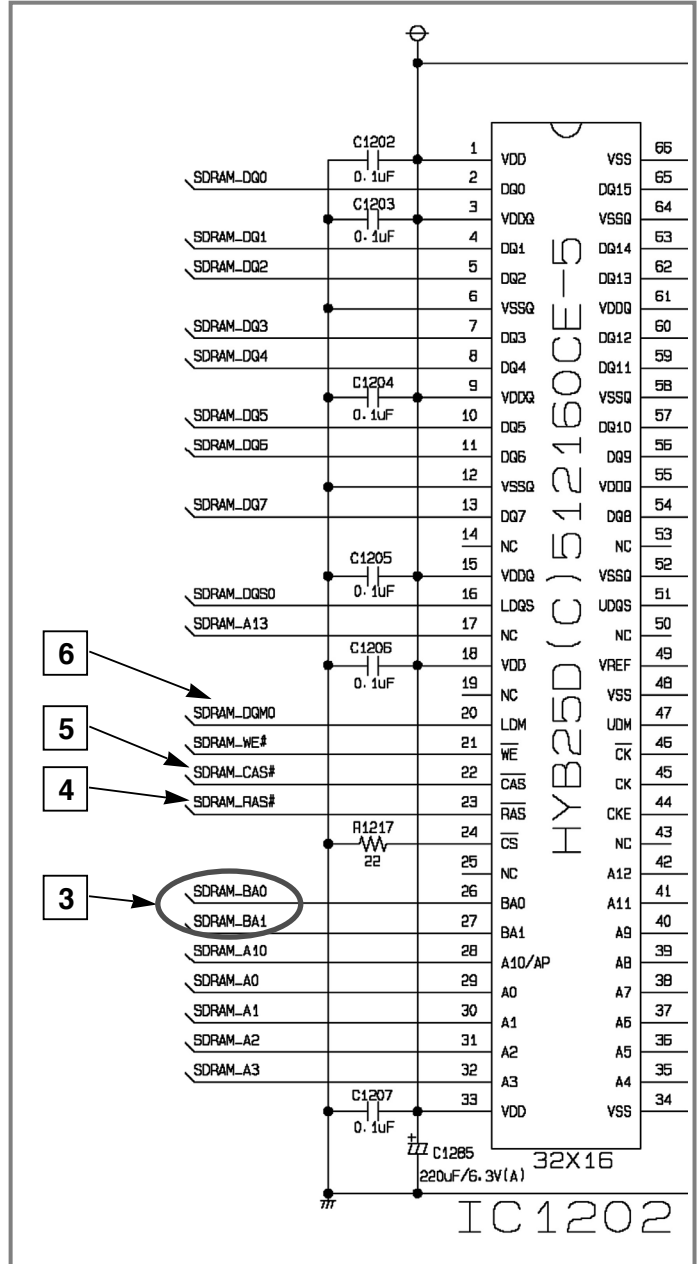 C1202
1 VDD VSS 66
0.1uF
SDRAM_DQ0 2 DQ0 DQ15 65
C1203
3 VDDQ VSSQ 64
0.1uF
SDRAM_DQ1 4 DQ1 DQ14 63
SDRAM_DQ2 5 DQ2 DQ13 62
6 VSSQ VDDQ 61
SDRAM_DQ3 7 DQ3 DQ12 60
SDRAM_DQ4 8 DQ4 DQ11 59
C1204
9 VDDQ VSSQ 58
0.1uF
SDRAM_DQ5 10 DQ5 DQ10 57
SDRAM_DQ6 11 DQ6 DQ9 56
12 VSSQ VDDQ 55
SDRAM_DQ7 13 DQ7 DQ8 54
14 NC NC 53
C1205
15 VDDQ VSSQ 52
0.1uF
SDRAM_DQS0 16 LDQS UDQS 51
SDRAM_A13 17 NC NC 50
C1206
18 VDD VREF 49
0.1uF
19 NC VSS 48
6
SDRAM_DQM0 20 LDM UDM 47
5
SDRAM_WE# 21 WE CK 46
SDRAM_CAS# 22 CAS CK 45
4
SDRAM_RAS# 23 RAS CKE 44
R1217
24 CS NC 43
22
25 NC A12 42
3
SDRAM_BA0 26 BA0 A11 41
SDRAM_BA1 27 BA1 A9 40
SDRAM_A10 28 A10/AP A8 39
SDRAM_A0 29 A0 A7 38
SDRAM_A1 30 A1 A6 37
SDRAM_A2 31 A2 A5 36
SDRAM_A3 32 A3 A4 35
C1207
33 VDD VSS 34
0.1uF
HYB25D(C)512160CE-5
+
C1285
220uF/6.3V(A)
32X16
IC1202